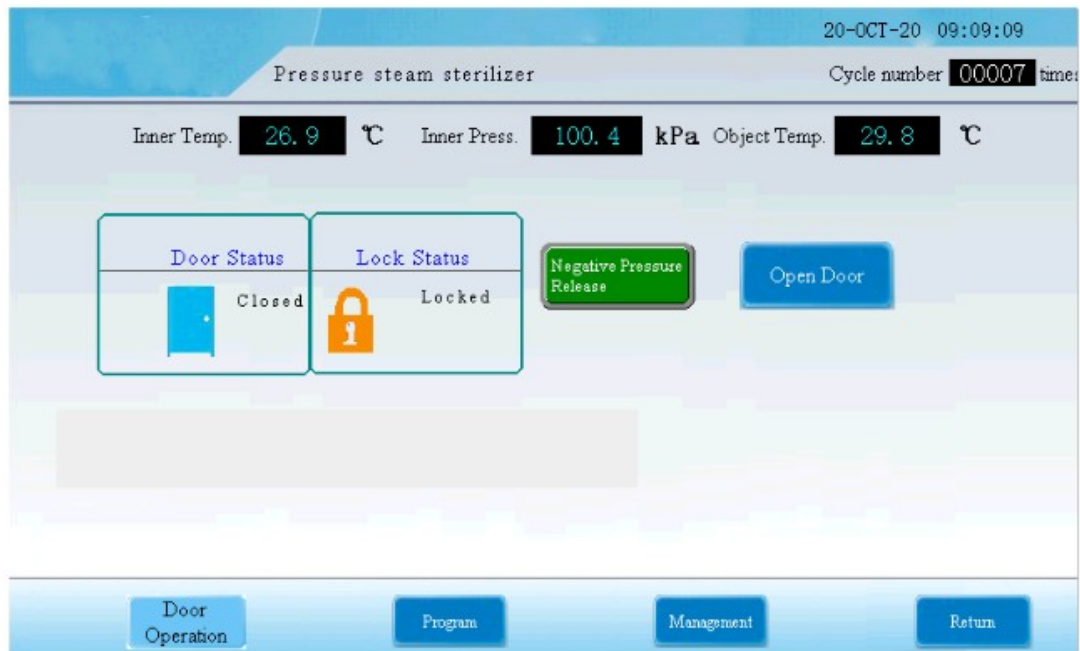 20-OCT-20 09:09:09
Pressure steam sterilizer
Cycle number 00007 times
Inner Temp. 26.9 ℃ Inner Press. 100.4 kPa Object Temp. 29.8 ℃
Door Status
Closed
Lock Status
Locked
Negative Pressure
Release
Open Door
Door
Operation
Program
Management
Return